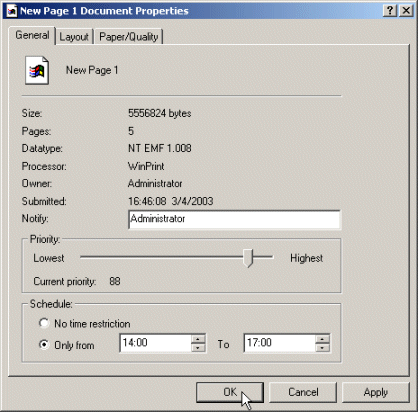 New Page 1 Document Properties
General Layout Paper/Quality
New Page 1
Size: 5556824 bytes
Pages: 5
Datatype: NT EMF 1.008
Processor: WinPrint
Owner: Administrator
Submitted: 16:46:08 3/4/2003
Notify: Administrator
Priority:
Lowest Highest
Current priority: 88
Schedule:
No time restriction
Only from 14:00 To 17:00
OK Cancel Apply